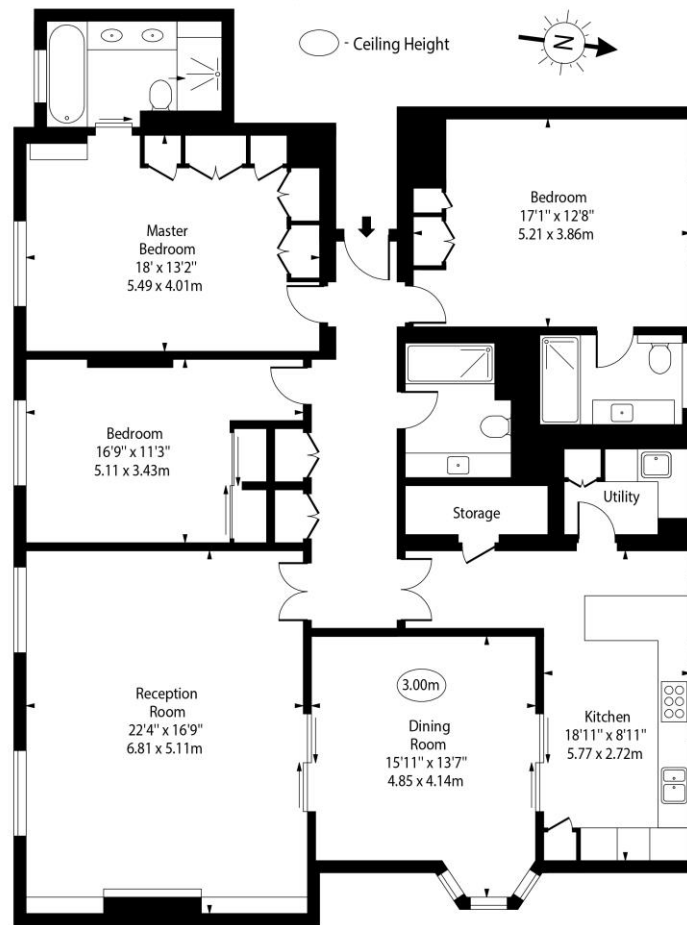 - Ceiling Height
N
Bedroom
17'1" x 12'8"
5.21 x 3.86m
Master
Bedroom
18' x 13'2"
5.49 x 4.01m
Bedroom
16'9" x 11'3"
5.11 x 3.43m
Utility
Storage
3.00m
Reception
Room
22'4" x 16'9"
6.81 x 5.11m
Dining
Room
15'11" x 13'7"
4.85 x 4.14m
Kitchen
18'11" x 8'11"
5.77 x 2.72m